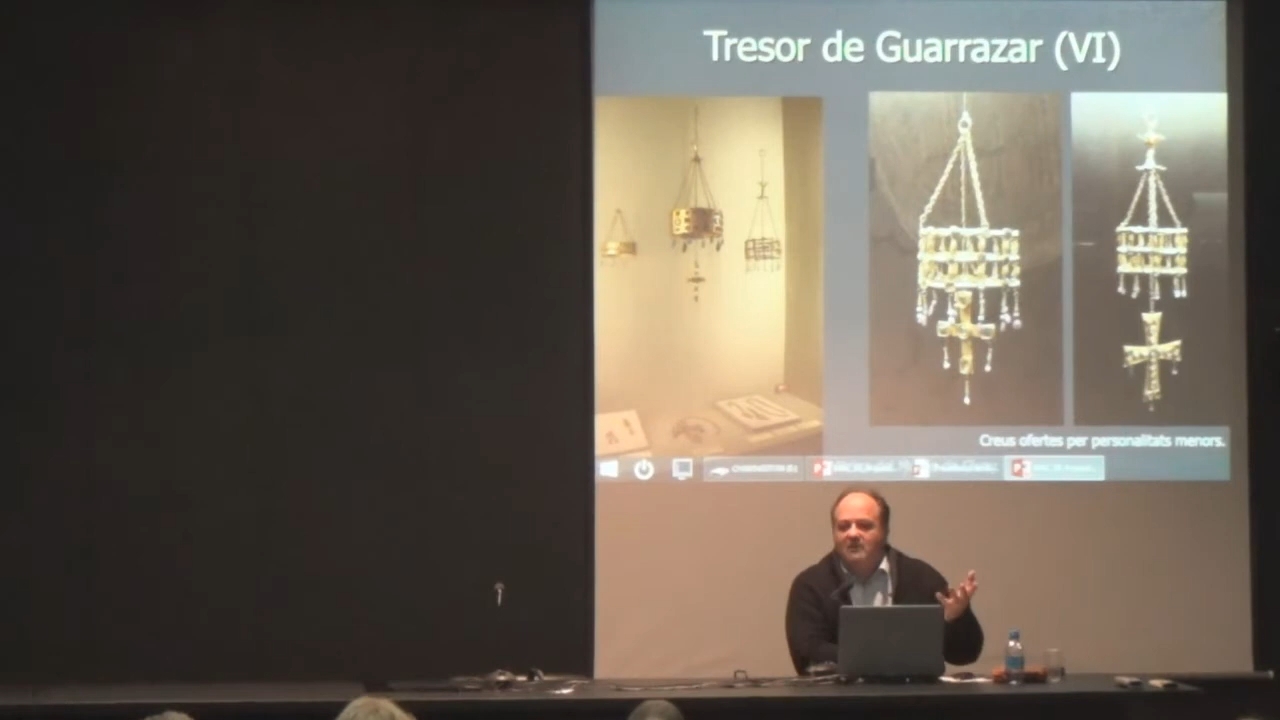 Tresor de Guarrazar (VI)
Creus ofertes per personalitats menors.